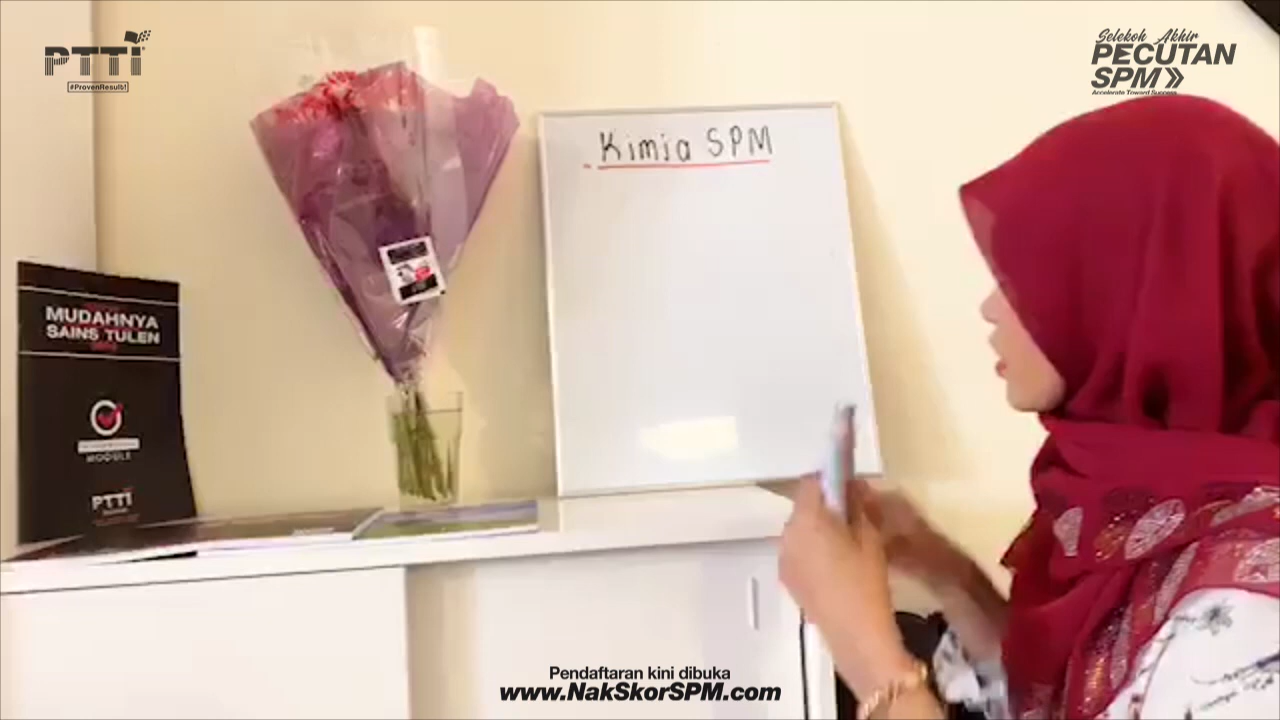 PTTi
#ProvenResult!
Selekoh Akhir
PECUTAN
SPM
Accelerate Toward Success
Kimia SPM
MUDAHNYA
SAINS TULEN
MODULE
PTTi
Pendaftaran kini dibuka
www.NakSkorSPM.com